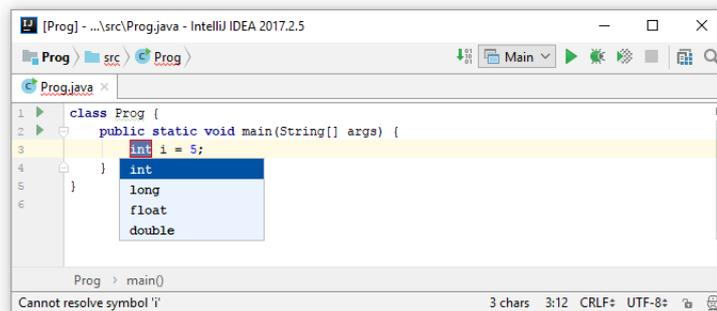 [Prog] - ...\src\Prog.java - IntelliJ IDEA 2017.2.5
Prog src Prog Main
Prog.java
1 class Prog {
2 public static void main(String[] args) {
3 int i = 5;
4 } int
5 } long
6 float
double
Prog main()
Cannot resolve symbol 'i' 3 chars 3:12 CRLF UTF-8